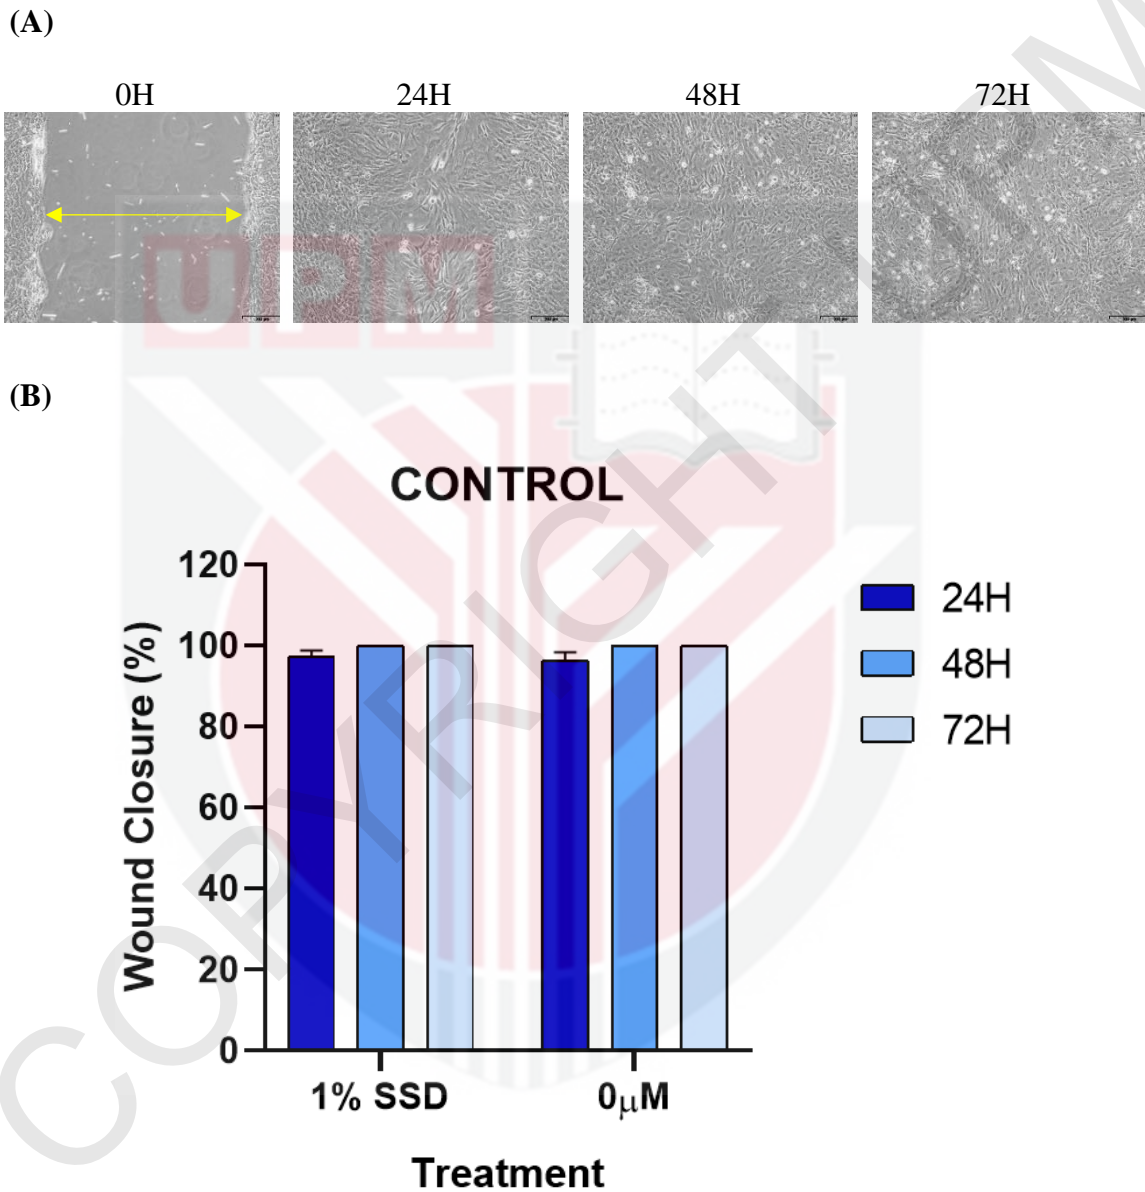 (A)
0H 24H 48H 72H
UPM
(B)
CONTROL
120
100
80
60
40
20
0
Wound Closure (%)
24H
48H
72H
1% SSD 0μM
Treatment
COPYRIGHT UPM